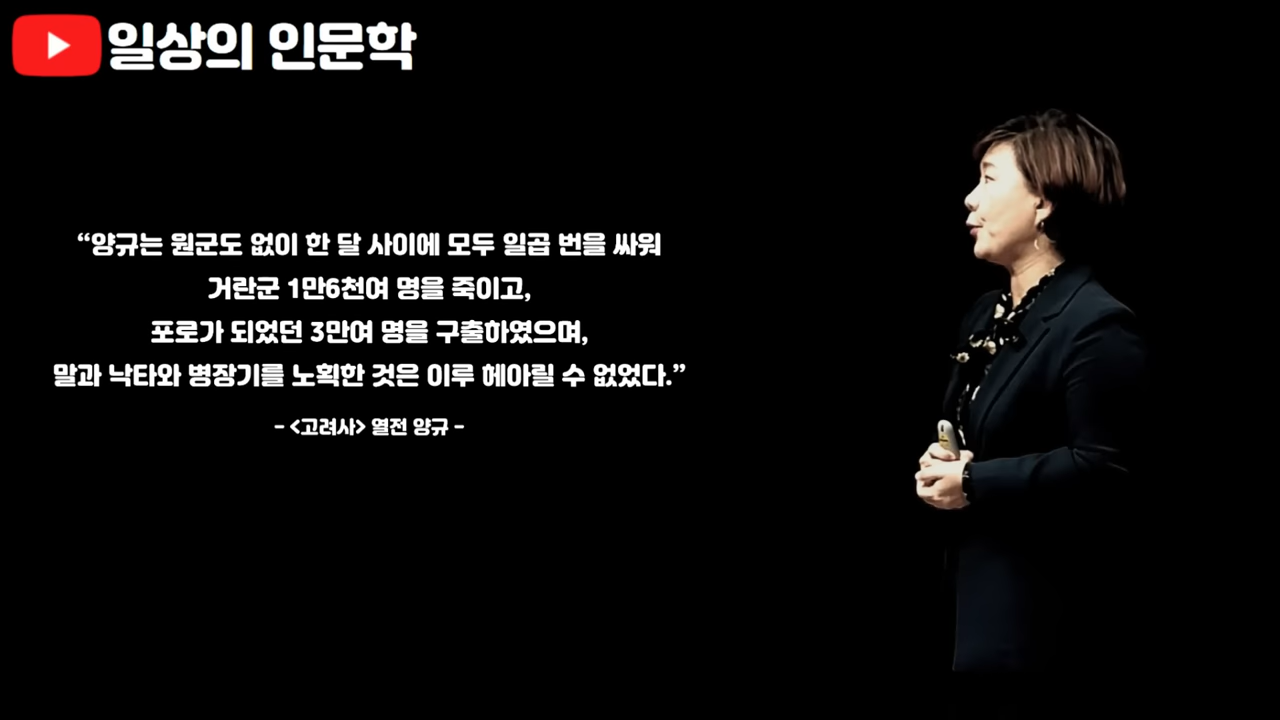 일상의 인문학
“양규는 원군도 없이 한 달 사이에 모두 일곱 번을 싸워
거란군 1만6천여 명을 죽이고,
포로가 되었던 3만여 명을 구출하였으며,
말과 낙타와 병장기를 노획한 것은 이루 헤아릴 수 없었다.”
- <고려사> 열전 양규 -